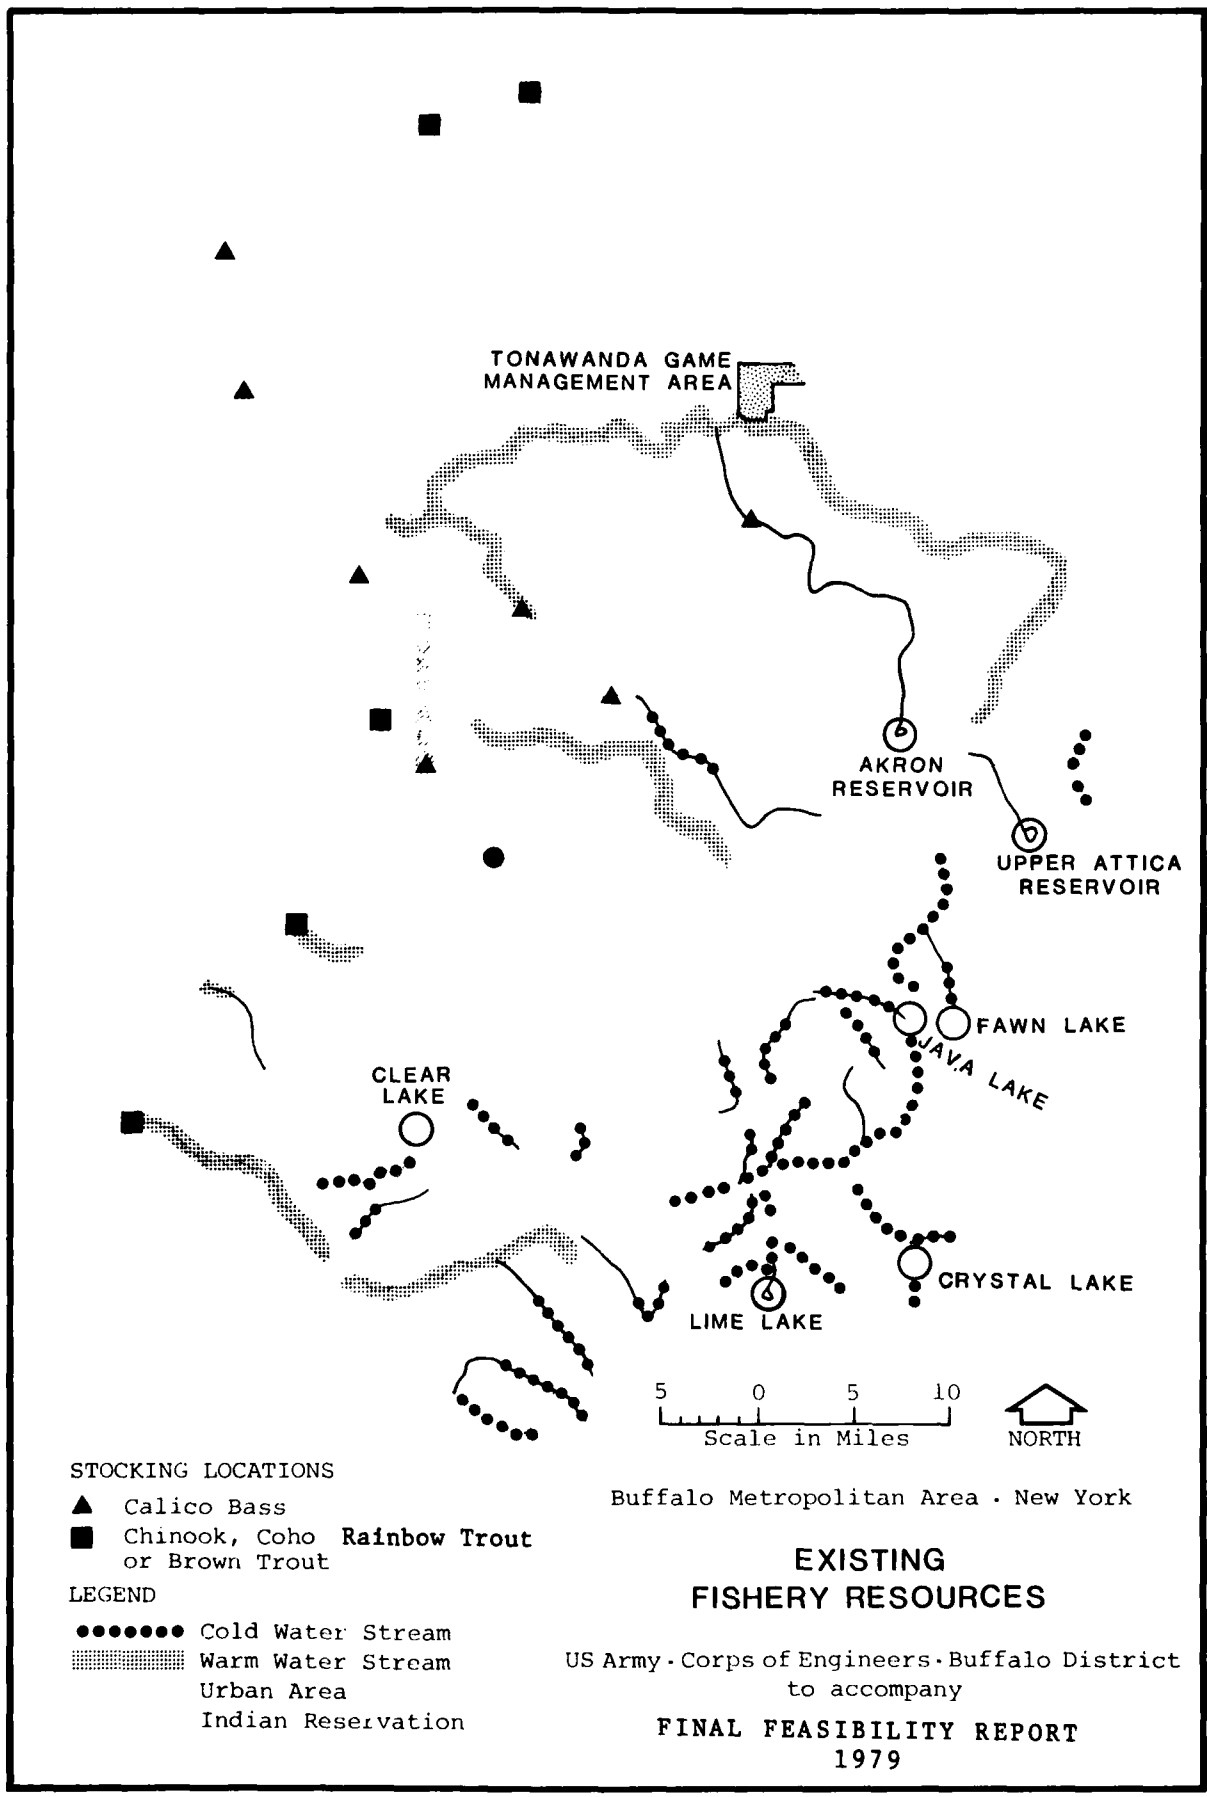 TONAWANDA GAME
MANAGEMENT AREA
AKRON
RESERVOIR
UPPER ATTICA
RESERVOIR
FAWN LAKE
JAVA LAKE
CLEAR
LAKE
CRYSTAL LAKE
LIME LAKE
5 0 5 10
Scale in Miles
NORTH
STOCKING LOCATIONS
Calico Bass
Chinook, Coho Rainbow Trout
or Brown Trout
LEGEND
Cold Water Stream
Warm Water Stream
Urban Area
Indian Reservation
Buffalo Metropolitan Area · New York
EXISTING
FISHERY RESOURCES
US Army · Corps of Engineers · Buffalo District
to accompany
FINAL FEASIBILITY REPORT
1979